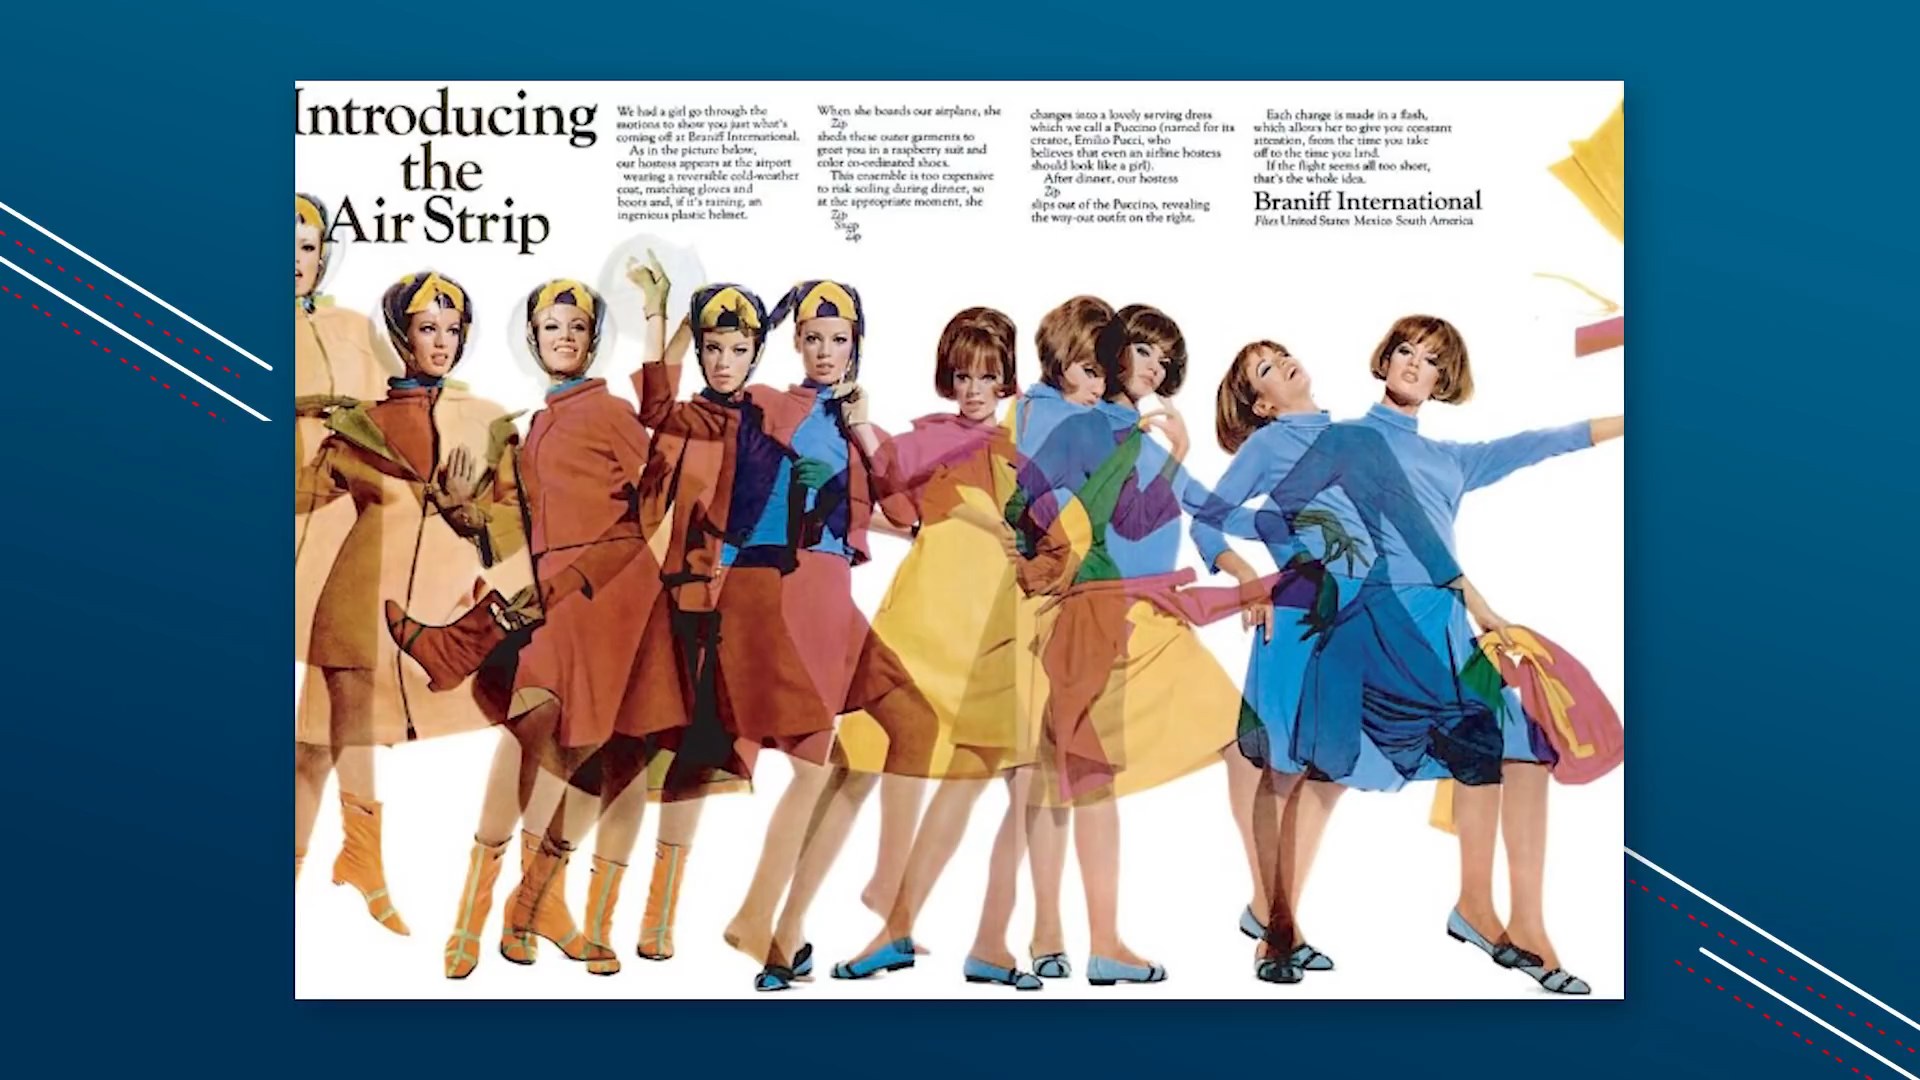 Introducing
the
Air Strip
We had a girl go through the
motions to show you just what's
coming off at Braniff International.
As in the picture below,
our hostess appears at the airport
wearing a reversible cold-weather
coat, matching gloves and
boots and, if it's raining, an
ingenious plastic helmet.
When she boards our airplane, she
Zip
sheds these outer garments to
greet you in a raspberry suit and
color co-ordinated shoes.
This ensemble is too expensive
to risk soiling during dinner, so
at the appropriate moment, she
Zip
Snap
Zip
changes into a lovely serving dress
which we call a Puccino (named for its
creator, Emilio Pucci, who
believes that even an airline hostess
should look like a girl).
After dinner, our hostess
Zip
slips out of the Puccino, revealing
the way-out outfit on the right.
Each change is made in a flash,
which allows her to give you constant
attention, from the time you take
off to the time you land.
If the flight seems all too short,
that's the whole idea.
Braniff International
Flies United States Mexico South America